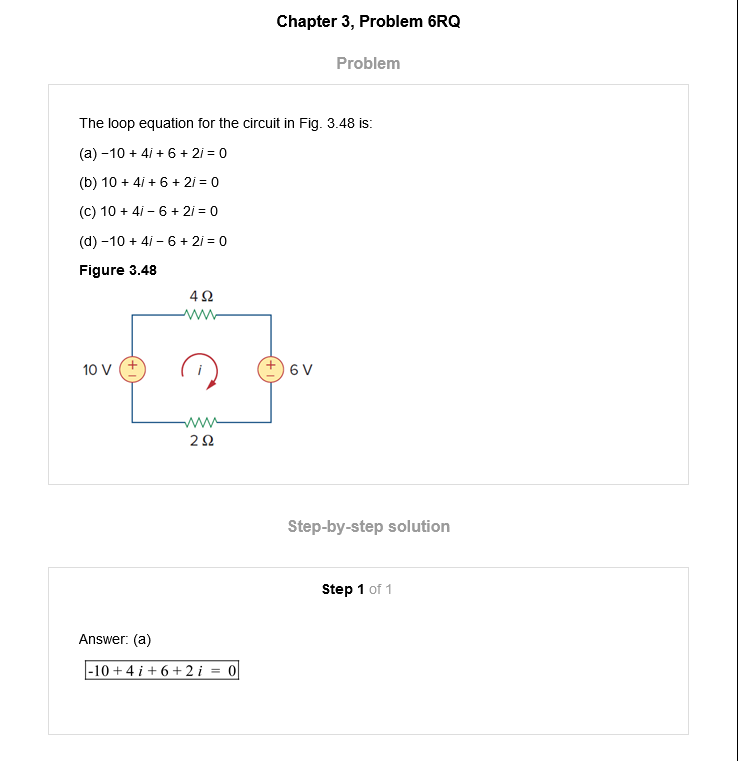 Chapter 3, Problem 6RQ
Problem
The loop equation for the circuit in Fig. 3.48 is:
(a) −10 + 4i + 6 + 2i = 0
(b) 10 + 4i + 6 + 2i = 0
(c) 10 + 4i − 6 + 2i = 0
(d) −10 + 4i − 6 + 2i = 0
Figure 3.48
4 Ω
10 V + − i + − 6 V
2 Ω
Step-by-step solution
Step 1 of 1
Answer: (a)
-10 + 4 i + 6 + 2 i = 0